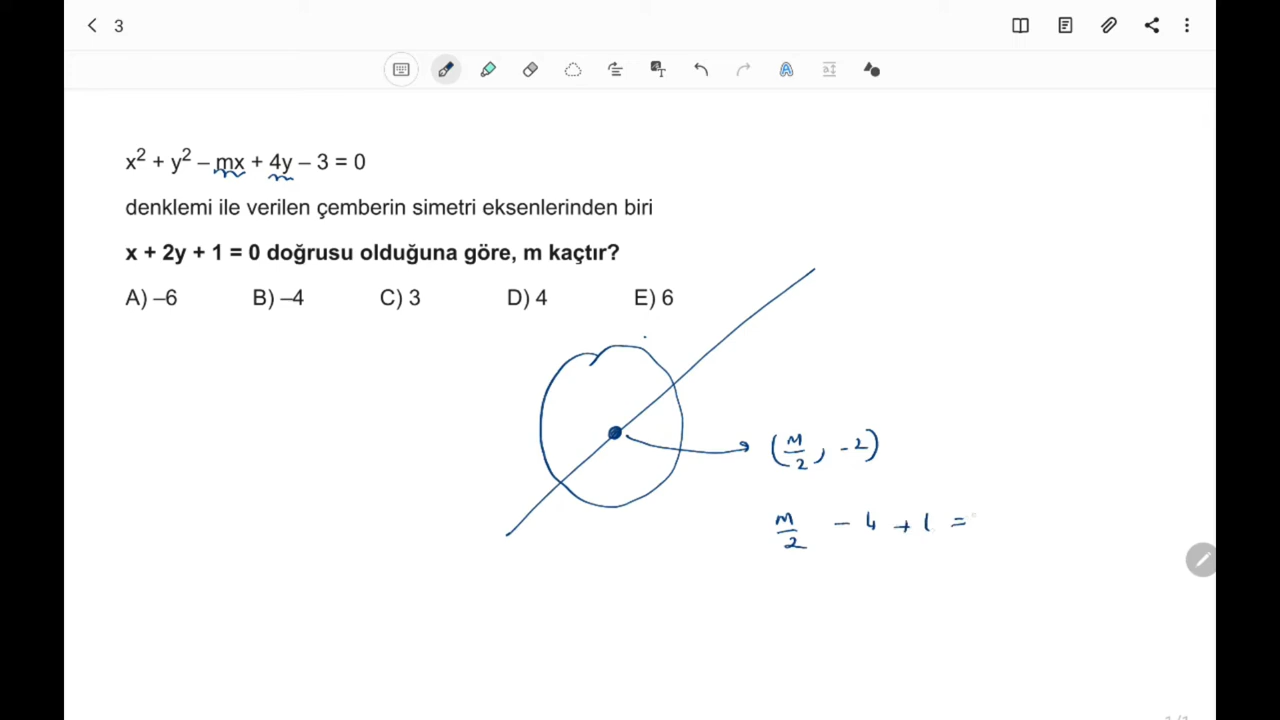 3
x² + y² – mx + 4y – 3 = 0
denklemi ile verilen çemberin simetri eksenlerinden biri
x + 2y + 1 = 0 doğrusu olduğuna göre, m kaçtır?
A) –6 B) –4 C) 3 D) 4 E) 6
(m/2, -2)
m/2 - 4 + 1 =